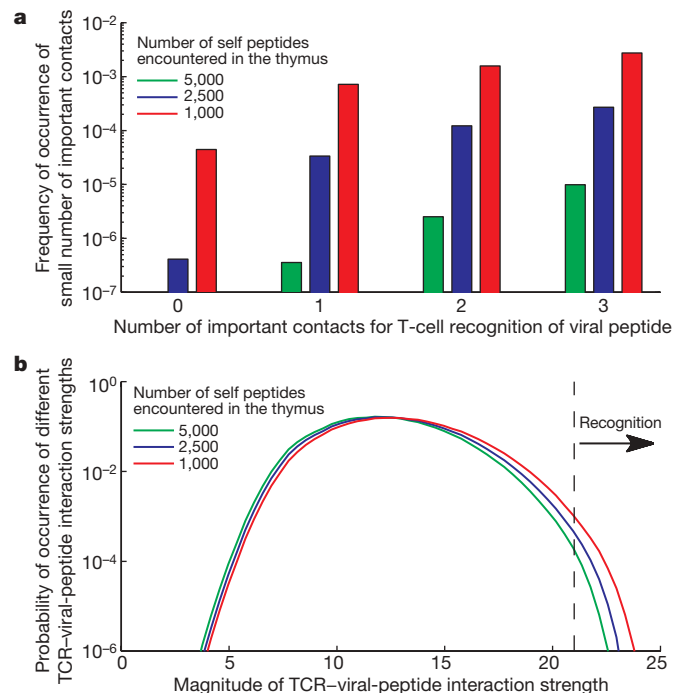 a
Frequency of occurrence of
small number of important contacts
10⁻²
10⁻³
10⁻⁴
10⁻⁵
10⁻⁶
10⁻⁷
Number of self peptides
encountered in the thymus
5,000
2,500
1,000
0 1 2 3
Number of important contacts for T-cell recognition of viral peptide
b
Probability of occurrence of different
TCR–viral-peptide interaction strengths
10⁰
10⁻²
10⁻⁴
10⁻⁶
Number of self peptides
encountered in the thymus
5,000
2,500
1,000
Recognition
0 5 10 15 20 25
Magnitude of TCR–viral-peptide interaction strength